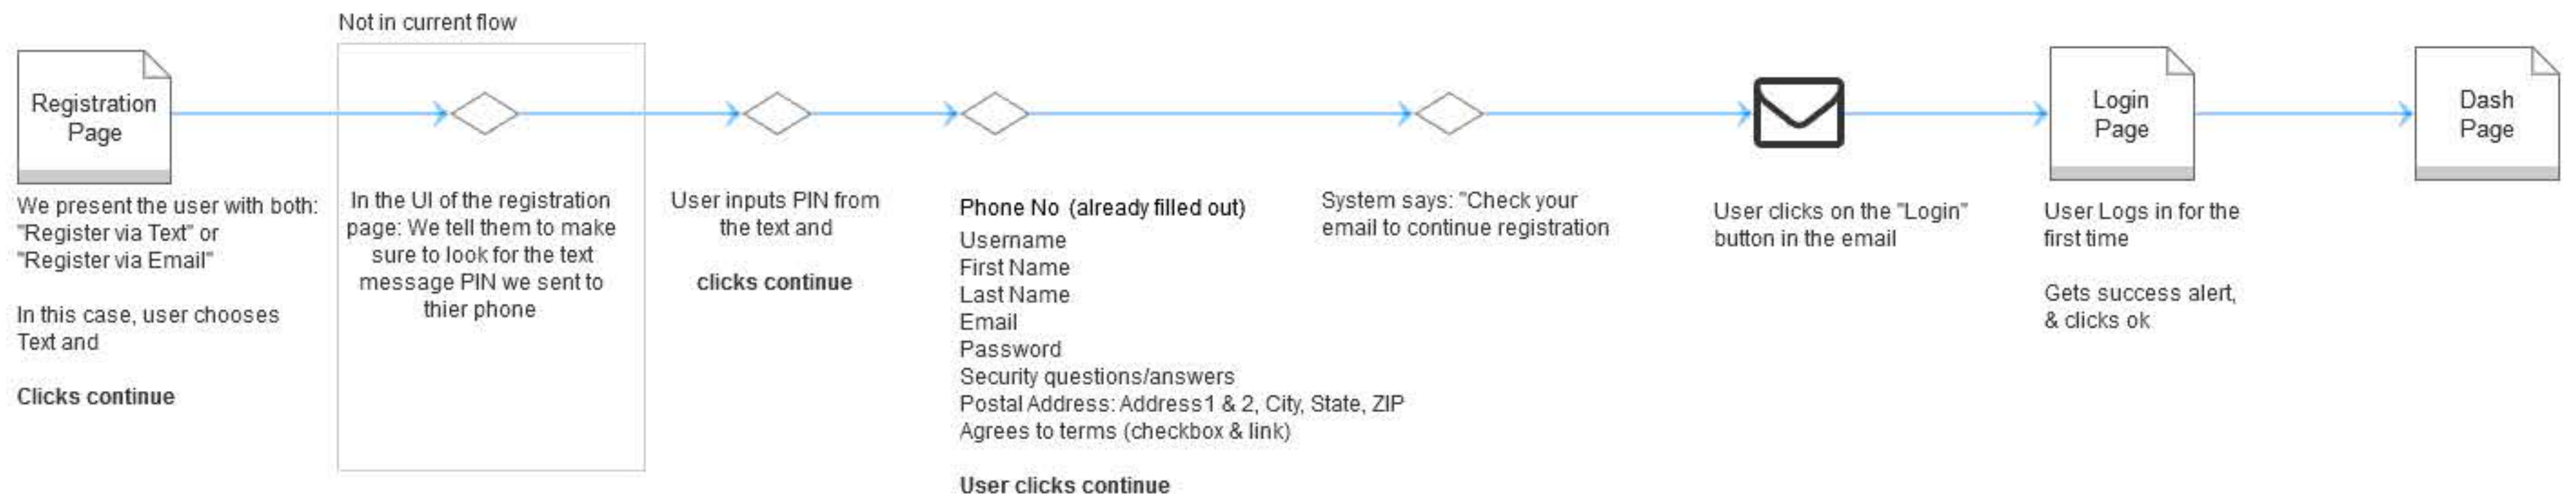 Not in current flow
Registration
Page
We present the user with both:
"Register via Text" or
"Register via Email"
In this case, user chooses
Text and
Clicks continue
In the UI of the registration
page: We tell them to make
sure to look for the text
message PIN we sent to
thier phone
User inputs PIN from
the text and
clicks continue
Phone No (already filled out)
Username
First Name
Last Name
Email
Password
Security questions/answers
Postal Address: Address1 & 2, City, State, ZIP
Agrees to terms (checkbox & link)
User clicks continue
System says: "Check your
email to continue registration
User clicks on the "Login"
button in the email
Login
Page
User Logs in for the
first time
Gets success alert,
& clicks ok
Dash
Page